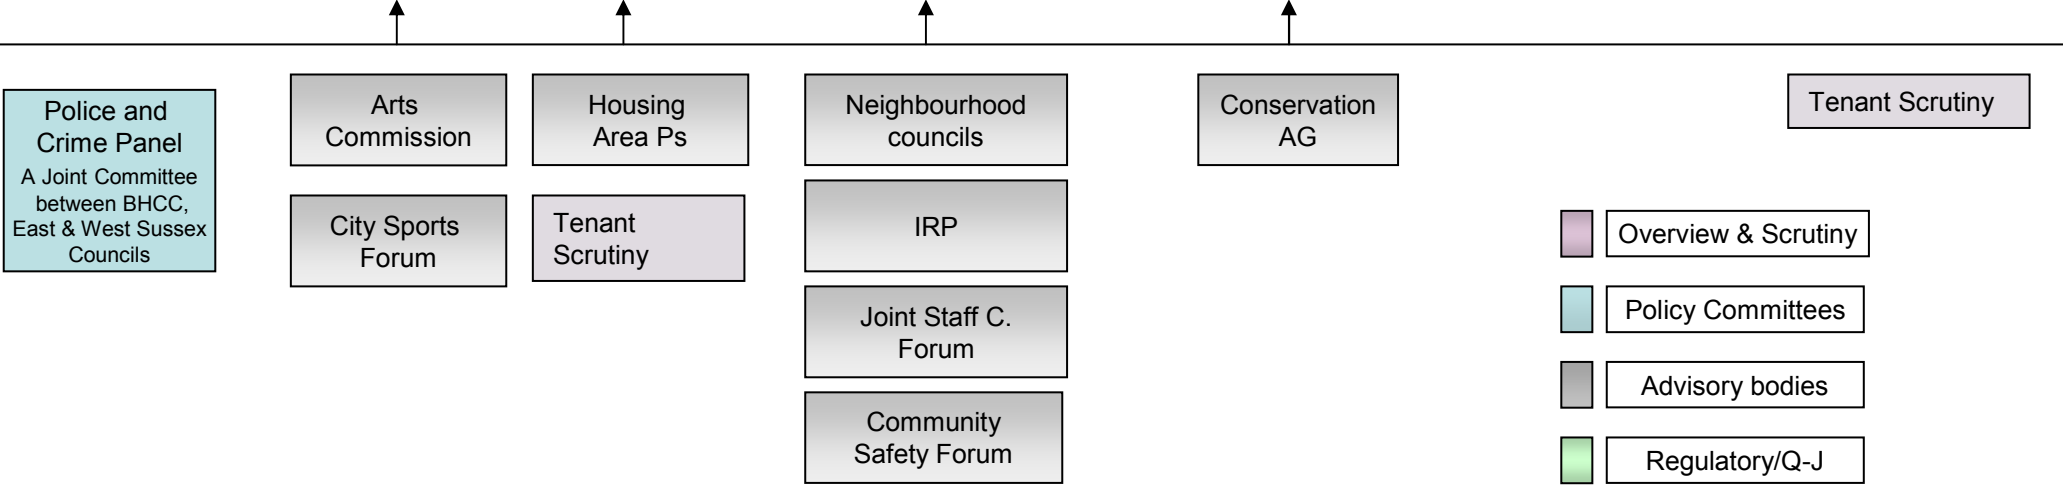 Police and
Crime Panel
A Joint Committee
between BHCC,
East & West Sussex
Councils
Arts
Commission
City Sports
Forum
Housing
Area Ps
Tenant
Scrutiny
Neighbourhood
councils
IRP
Joint Staff C.
Forum
Community
Safety Forum
Conservation
AG
Tenant Scrutiny
Overview & Scrutiny
Policy Committees
Advisory bodies
Regulatory/Q-J